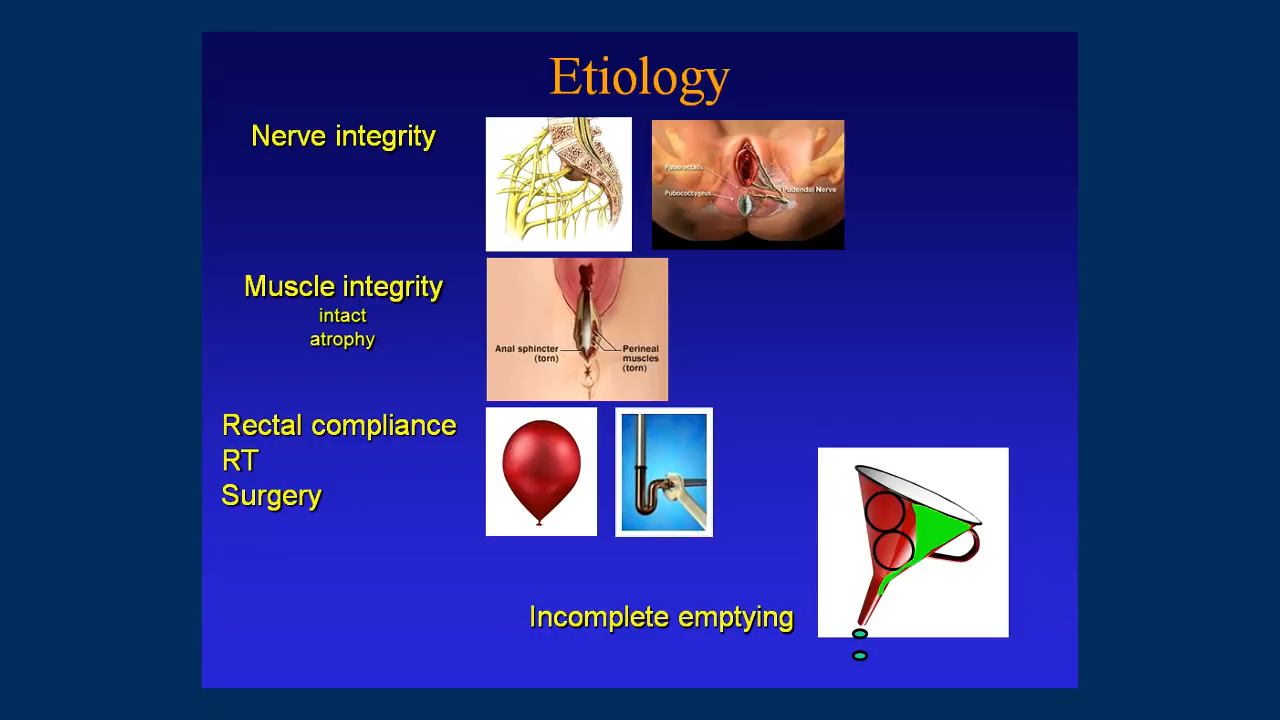 Etiology
Nerve integrity
Puborectalis
Pubococcygeus
Pudendal Nerve
Muscle integrity
intact
atrophy
Anal sphincter
(torn)
Perineal
muscles
(torn)
Rectal compliance
RT
Surgery
Incomplete emptying